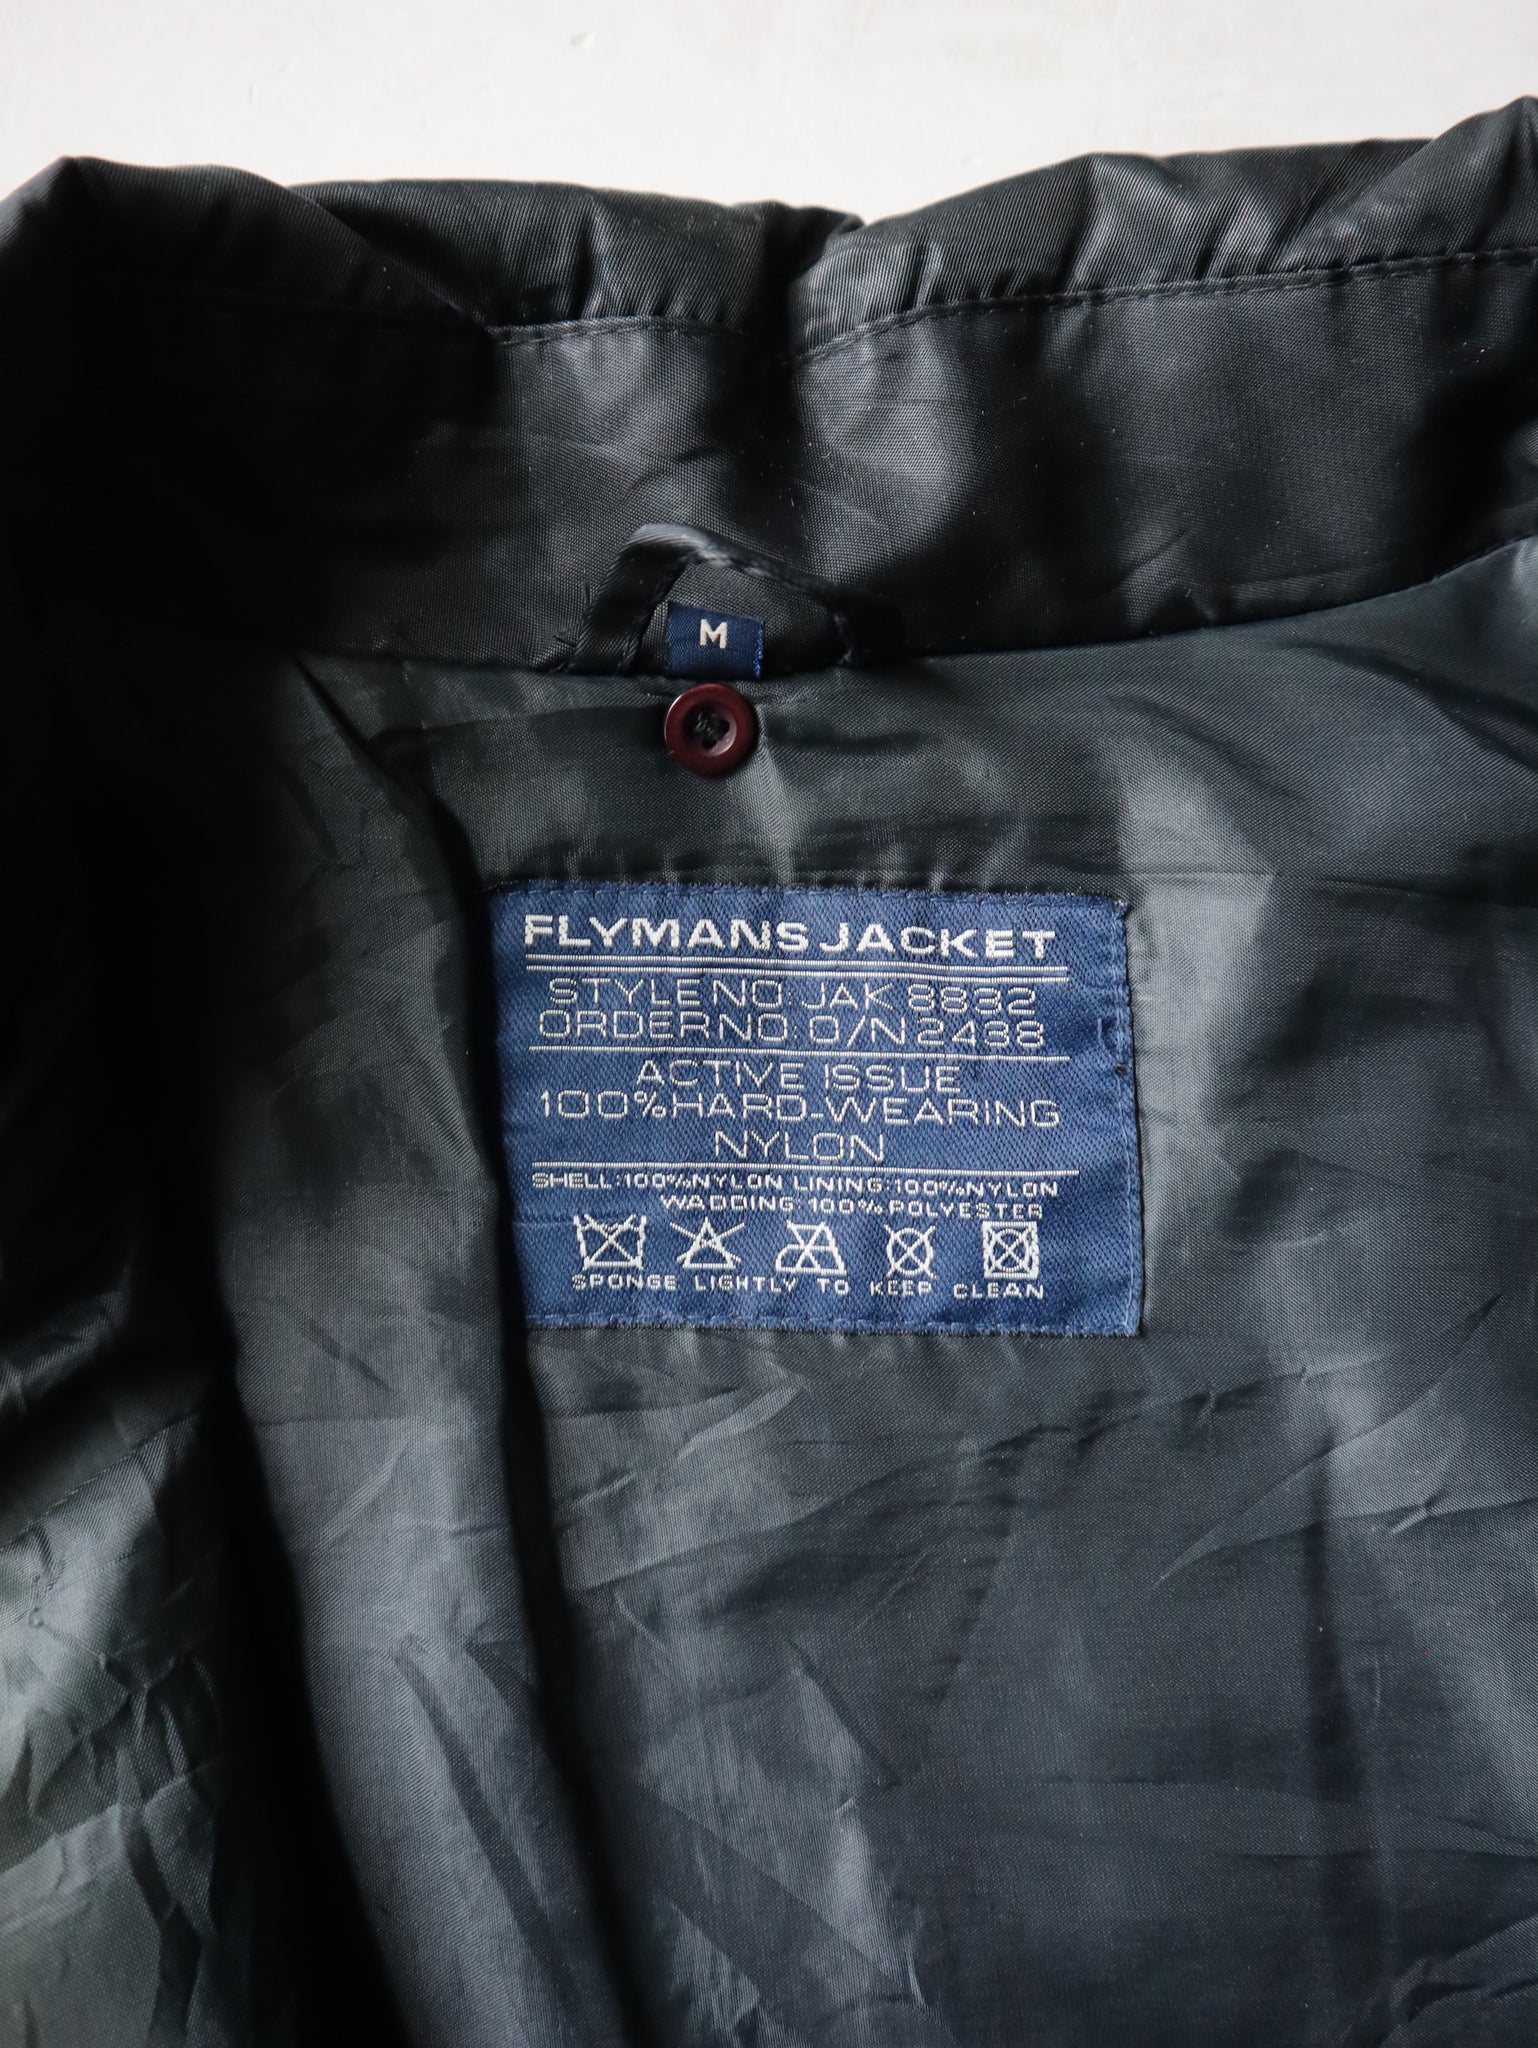 M
FLYMANS JACKET
STYLE NO: JAK 8832
ORDER NO: O/N 2438
ACTIVE ISSUE
100% HARD-WEARING
NYLON
SHELL: 100% NYLON LINING: 100% NYLON
WADDING: 100% POLYESTER
SPONGE LIGHTLY TO KEEP CLEAN